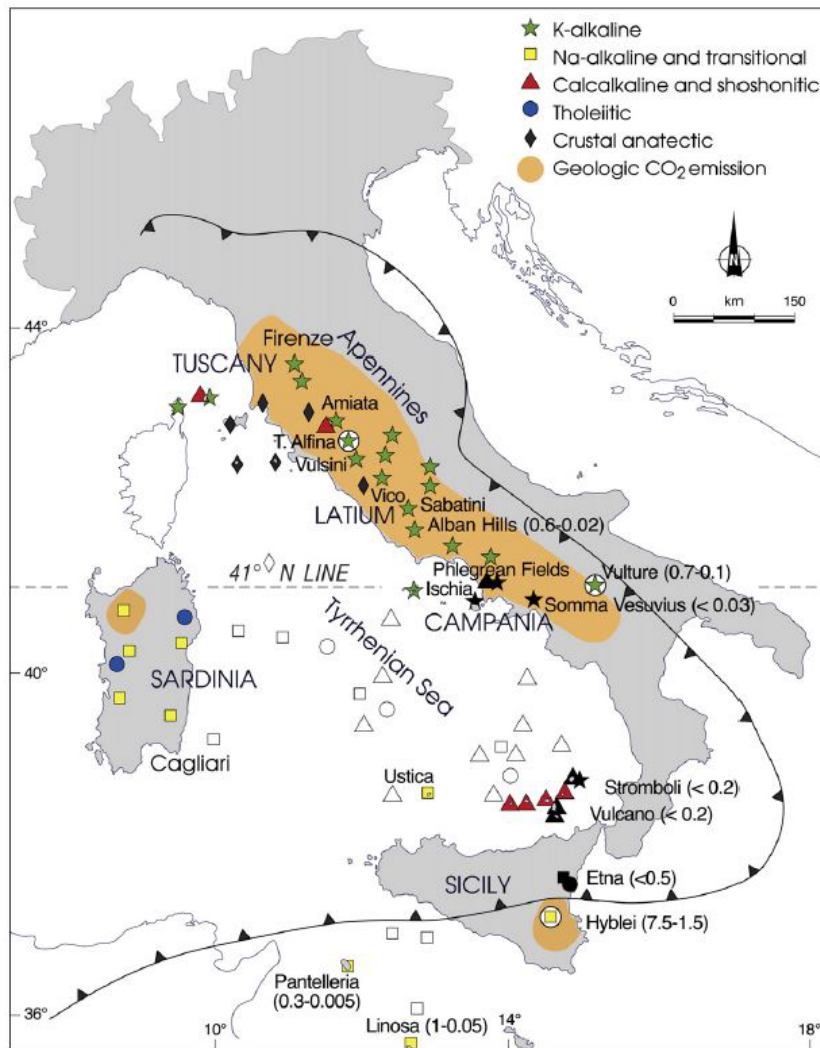 K-alkaline
Na-alkaline and transitional
Calcalkaline and shoshonitic
Tholeiitic
Crustal anatectic
Geologic CO₂ emission
N
0 km 150
44°
Firenze
Apennines
TUSCANY
Amiata
T. Alfina
Vulsini
Vico
Sabatini
LATIUM
Alban Hills (0.6-0.02)
Phlegrean Fields
Vulture (0.7-0.1)
41° N LINE
Ischia
Somma Vesuvius (< 0.03)
CAMPANIA
Tyrrhenian Sea
40°
SARDINIA
Cagliari
Ustica
Stromboli (< 0.2)
Vulcano (< 0.2)
Etna (<0.5)
SICILY
Hyblei (7.5-1.5)
Pantelleria
(0.3-0.005)
36°
Linosa (1-0.05)
10°
14°
18°